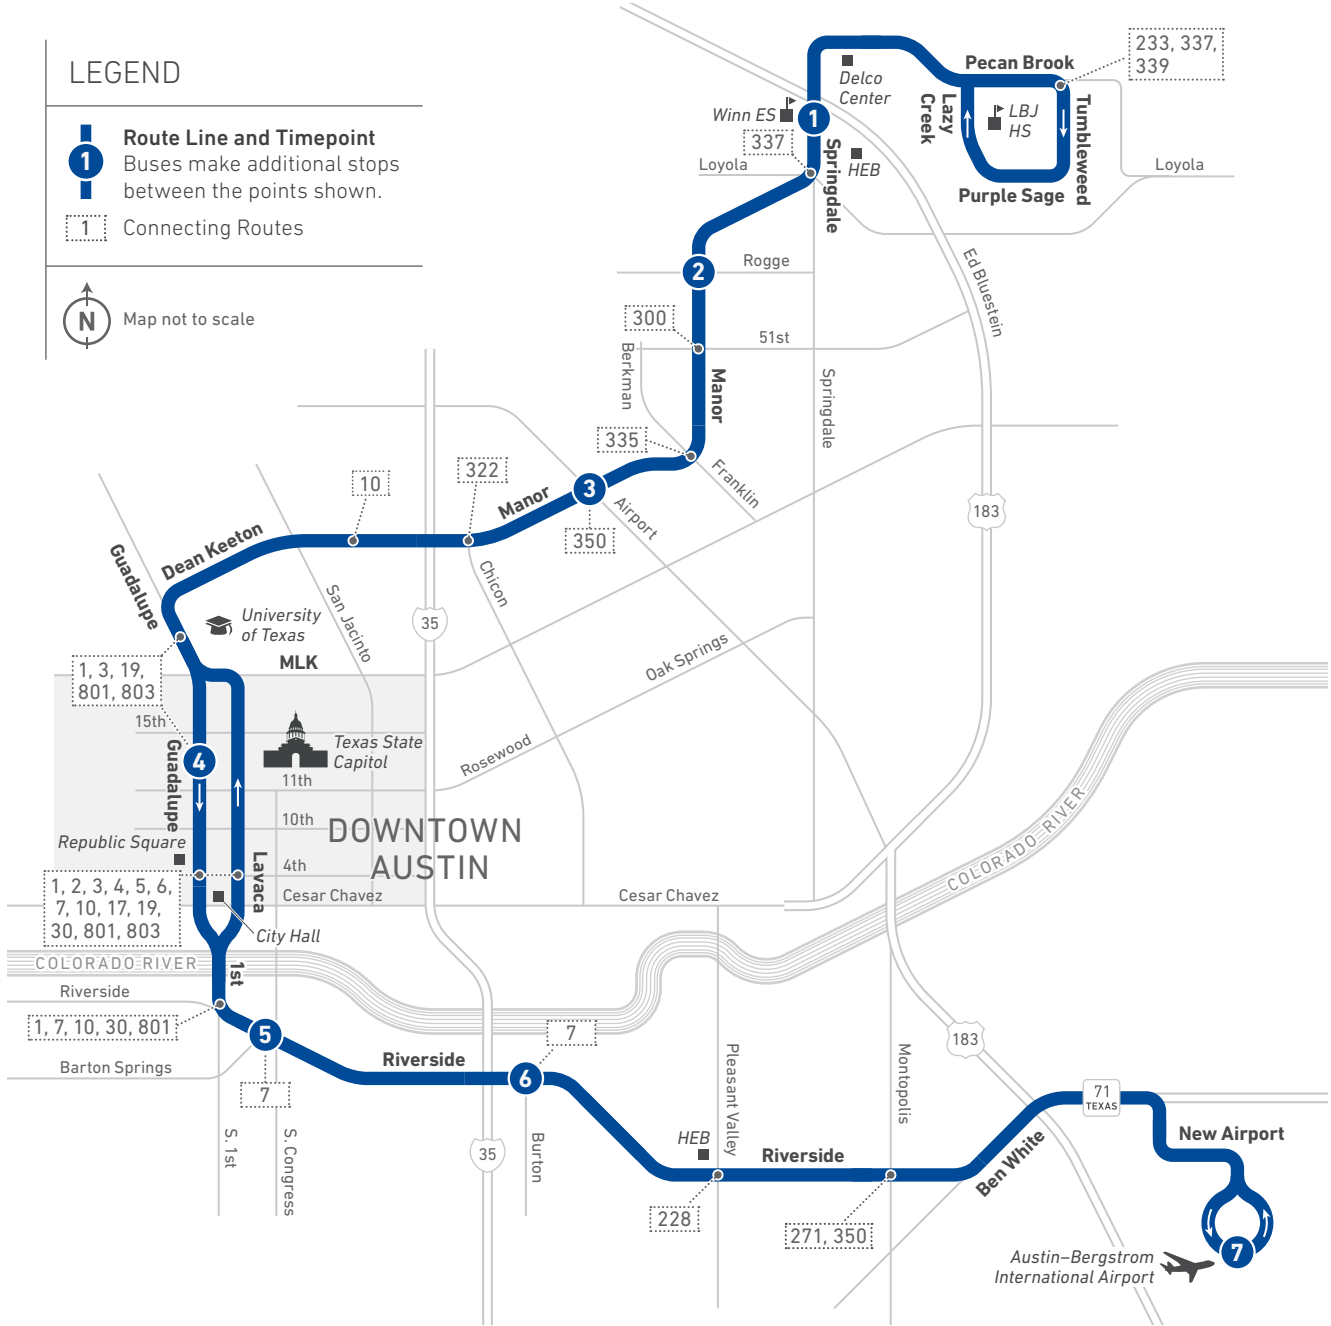 LEGEND
1
Route Line and Timepoint
Buses make additional stops
between the points shown.
1
Connecting Routes
N
Map not to scale
233, 337,
339
Pecan Brook
Delco
Center
Lazy
Creek
LBJ
HS
Tumbleweed
Winn ES
1
337
Springdale
HEB
Loyola
Loyola
Purple Sage
2
Rogge
Ed Bluestein
300
51st
Berkman
Manor
Springdale
335
Franklin
322
10
Manor
3
Airport
183
350
Dean Keeton
Guadalupe
Chicon
San Jacinto
University
of Texas
35
MLK
Oak Springs
1, 3, 19,
801, 803
15th
Guadalupe
4
Texas State
Capitol
Rosewood
11th
10th
DOWNTOWN
AUSTIN
Republic Square
4th
Lavaca
1, 2, 3, 4, 5, 6,
7, 10, 17, 19,
30, 801, 803
Cesar Chavez
Cesar Chavez
COLORADO RIVER
City Hall
COLORADO RIVER
1st
Riverside
1, 7, 10, 30, 801
5
7
183
Barton Springs
Riverside
6
7
Pleasant Valley
Montopolis
71
TEXAS
S. 1st
S. Congress
35
Burton
HEB
Riverside
Ben White
New Airport
228
271, 350
7
Austin–Bergstrom
International Airport